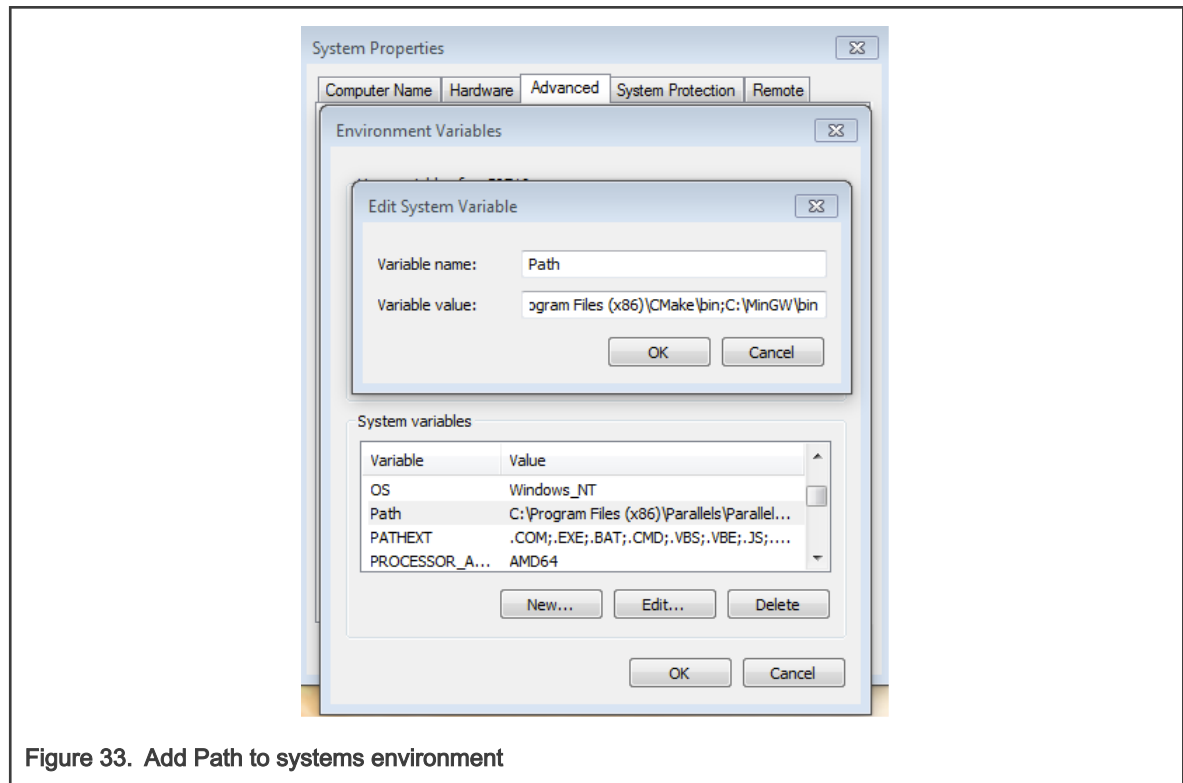 System Properties
Computer Name Hardware Advanced System Protection Remote
Environment Variables
Edit System Variable
Variable name: Path
Variable value: ogram Files (x86)\CMake\bin;C:\MinGW\bin
OK Cancel
System variables
Variable Value
OS Windows_NT
Path C:\Program Files (x86)\Parallels\Parallel...
PATHEXT .COM;.EXE;.BAT;.CMD;.VBS;.VBE;.JS;....
PROCESSOR_A... AMD64
New... Edit... Delete
OK Cancel
Figure 33. Add Path to systems environment